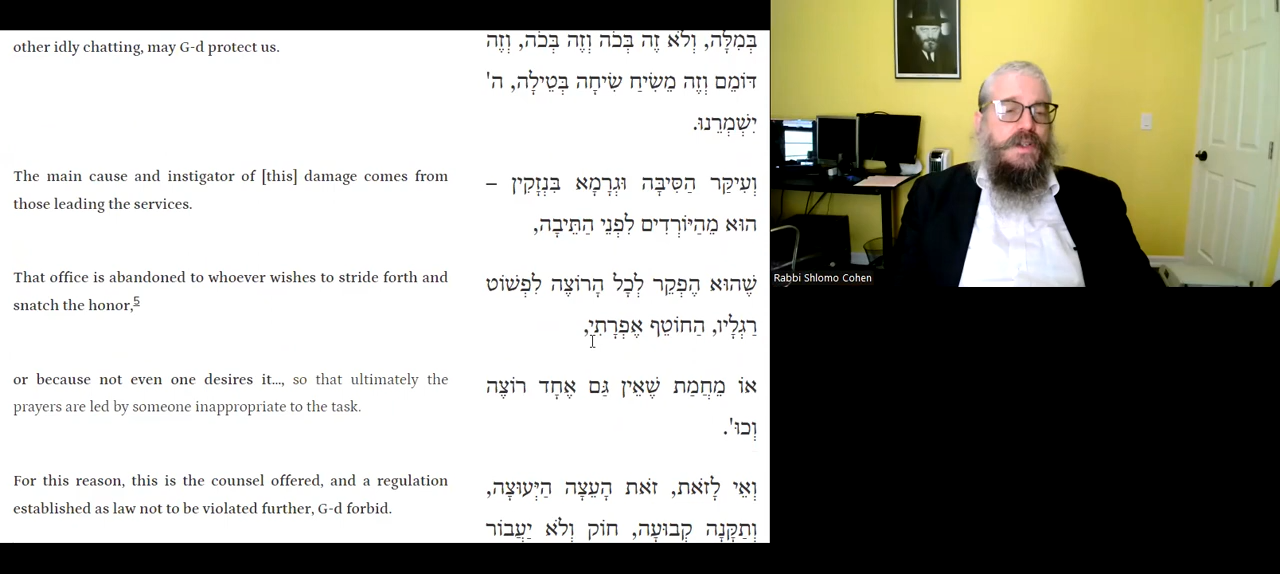 other idly chatting, may G-d protect us.
בְּמִלָּה, וְלֹא זֶה בְּכֹה וְזֶה בְּכֹה, וְזֶה
דּוֹמֵם וְזֶה מֵשִׂיחַ שִׂיחָה בְּטֵילָה, ה'
יִשְׁמְרֵנוּ.
The main cause and instigator of [this] damage comes from
those leading the services.
וְעִיקַּר הַסִּיבָּה וּגְרָמָא בִּנְזָקִין –
הוּא מֵהַיּוֹרְדִים לִפְנֵי הַתֵּיבָה,
That office is abandoned to whoever wishes to stride forth and
snatch the honor,5
שֶׁהוּא הֶפְקֵר לְכָל הָרוֹצֶה לִפְשׁוֹט
רַגְלָיו, הַחוֹטֵף אֶפְרָתִי,
or because not even one desires it..., so that ultimately the
prayers are led by someone inappropriate to the task.
אוֹ מֵחֲמַת שֶׁאֵין גַּם אֶחָד רוֹצֶה
וְכוּ'.
For this reason, this is the counsel offered, and a regulation
established as law not to be violated further, G-d forbid.
וְאֵי לָזֹאת, זֹאת הָעֵצָה הַיְּעוּצָה,
וְתַקָּנָה קְבוּעָה, חוֹק וְלֹא יַעֲבוֹר
Rabbi Shlomo Cohen